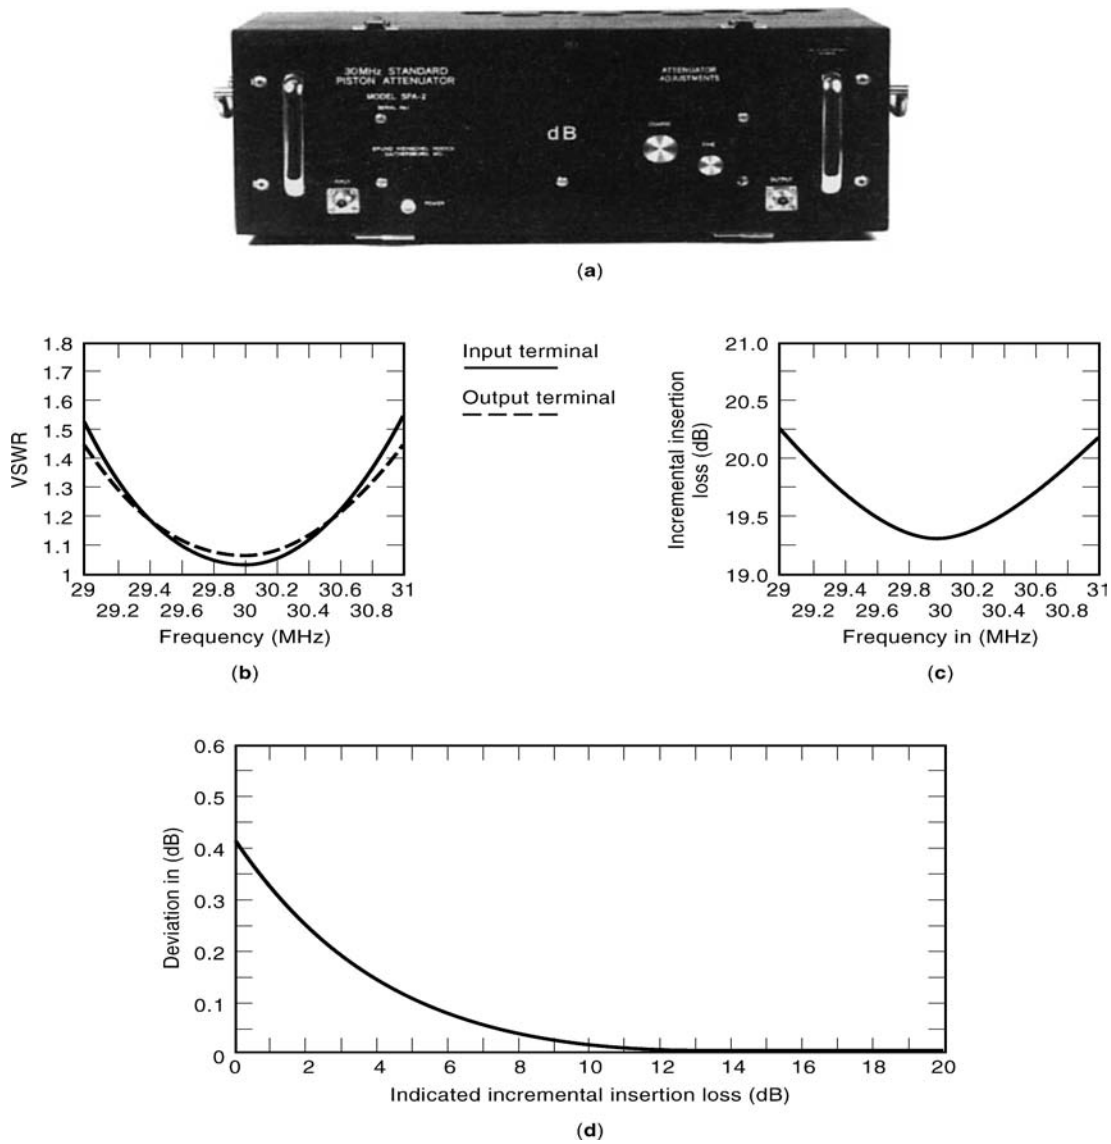 30MHz STANDARD
PISTON ATTENUATOR
MODEL SPA-2
ATTENUATOR
ADJUSTMENTS
dB
COARSE
FINE
INPUT
POWER
OUTPUT
(a)
1.8
1.7
1.6
1.5
1.4
1.3
1.2
1.1
1
VSWR
29 29.4 30 30.6 31
29.2 29.6 30.4 30.8
Frequency (MHz)
(b)
Input terminal
Output terminal
21.0
20.5
20.0
19.5
19.0
Incremental insertion
loss (dB)
29 29.4 29.8 30.2 30.6 31
29.2 29.6 30 30.4 30.8
Frequency in (MHz)
(c)
0.6
0.5
0.4
0.3
0.2
0.1
0
Deviation in (dB)
0 2 4 6 8 10 12 14 16 18 20
Indicated incremental insertion loss (dB)
(d)